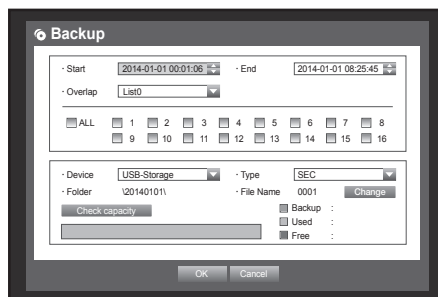 Backup
· Start 2014-01-01 00:01:06 · End 2014-01-01 08:25:45
· Overlap List0
ALL 1 2 3 4 5 6 7 8
9 10 11 12 13 14 15 16
· Device USB-Storage · Type SEC
· Folder \20140101\ · File Name 0001 Change
Check capacity Backup :
Used :
Free :
OK Cancel